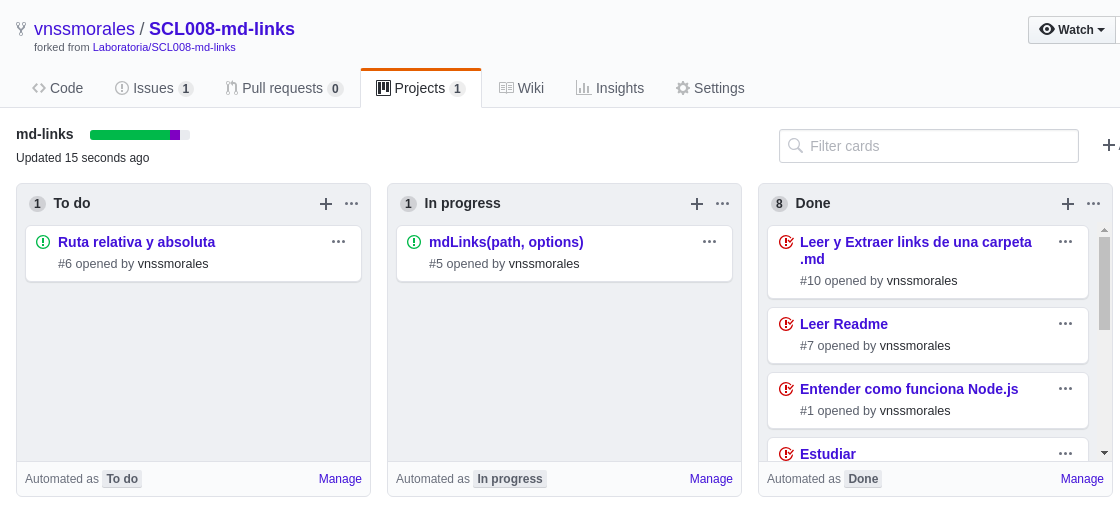 vnssmorales / SCL008-md-links
forked from Laboratoria/SCL008-md-links
Watch
Code
Issues 1
Pull requests 0
Projects 1
Wiki
Insights
Settings
md-links
Updated 15 seconds ago
Filter cards
1 To do
Ruta relativa y absoluta
#6 opened by vnssmorales
Automated as To do
Manage
1 In progress
mdLinks(path, options)
#5 opened by vnssmorales
Automated as In progress
Manage
8 Done
Leer y Extraer links de una carpeta
.md
#10 opened by vnssmorales
Leer Readme
#7 opened by vnssmorales
Entender como funciona Node.js
#1 opened by vnssmorales
Estudiar
Automated as Done
Manage